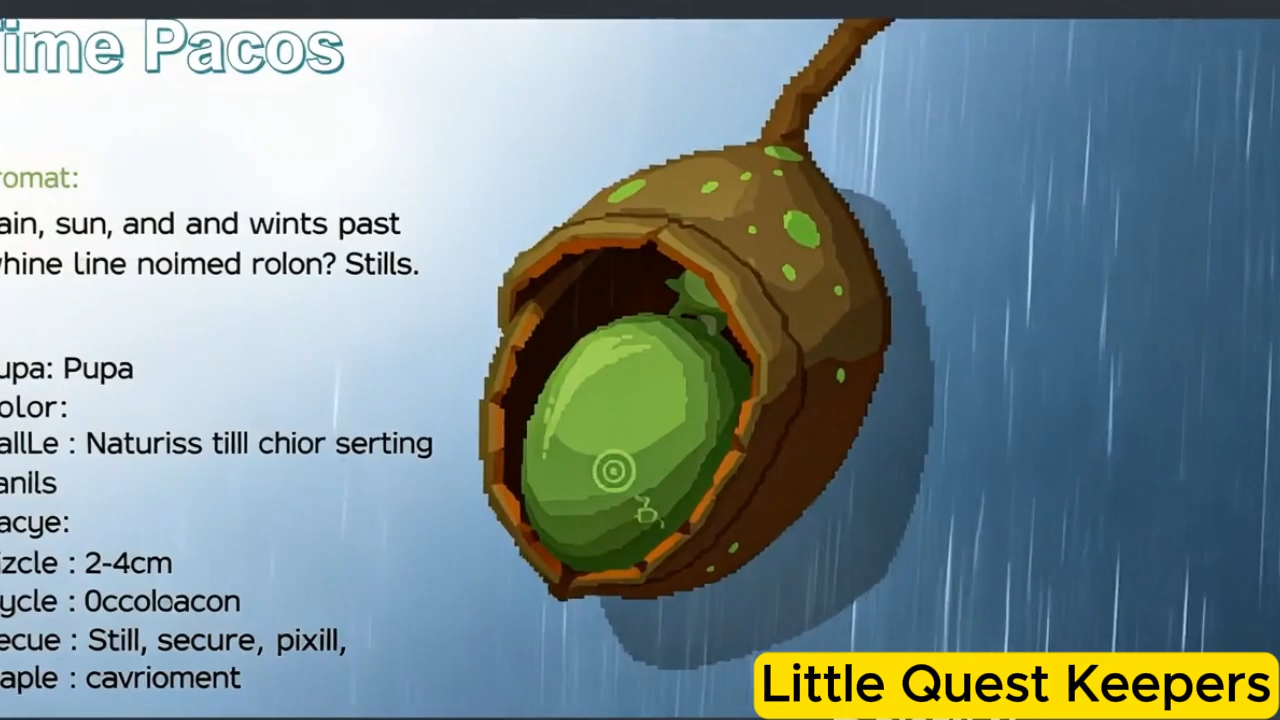 ime Pacos
romat:
ain, sun, and and wints past
hine line noimed rolon? Stills.
upa: Pupa
olor:
allLe : Naturiss tilll chior serting
anils
acye:
izcle : 2-4cm
ycle : 0ccoloacon
ecue : Still, secure, pixill,
aple : cavrioment
Little Quest Keepers